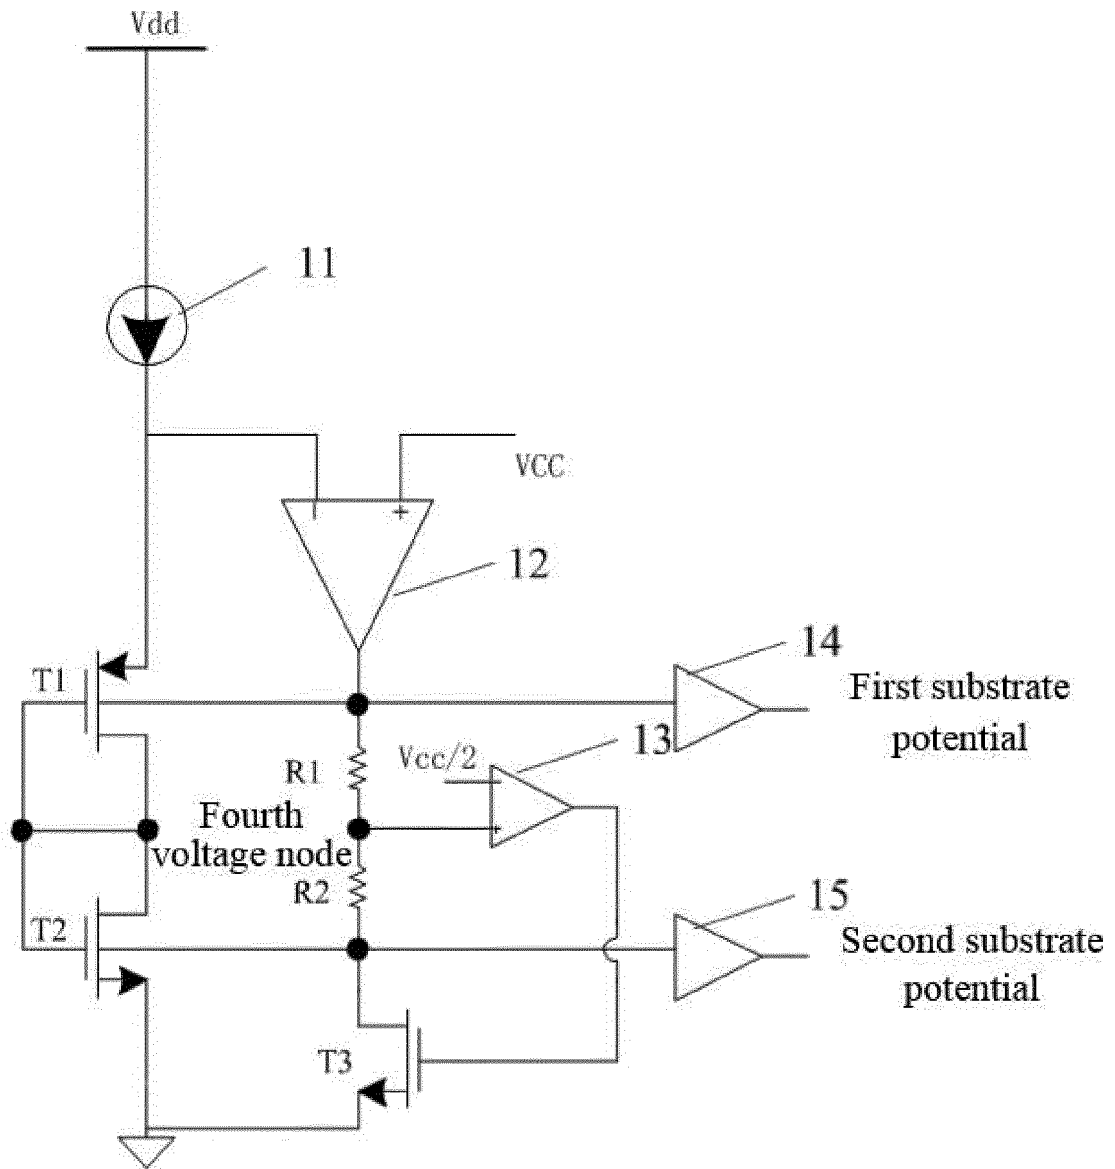 Vdd
11
VCC
- +
12
T1
14
First substrate
potential
13
Vcc/2
R1
Fourth
voltage node
-
+
R2
T2
15
Second substrate
potential
T3